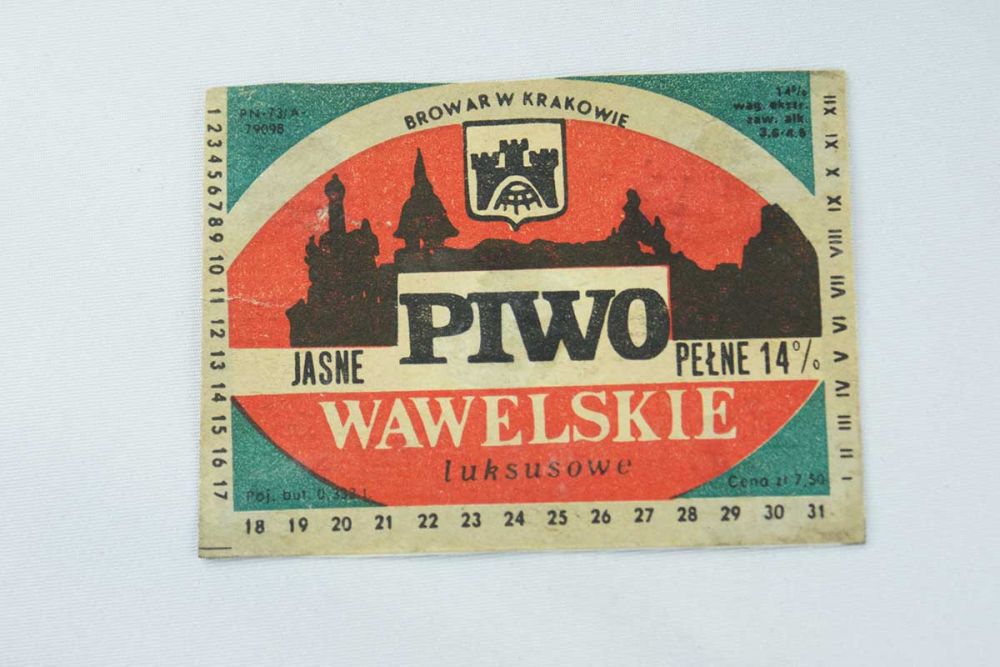 PN-73/A-
79098
BROWAR W KRAKOWIE
14%
wag. ekstr.
zaw. alk.
3,6-4,6
PIWO
JASNE
PEŁNE 14%
WAWELSKIE
luksusowe
Poj. but. 0,333 l.
Cena zł 7,50
1 2 3 4 5 6 7 8 9 10 11 12 13 14 15 16 17
18 19 20 21 22 23 24 25 26 27 28 29 30 31
I II III IV V VI VII VIII IX X XI XII